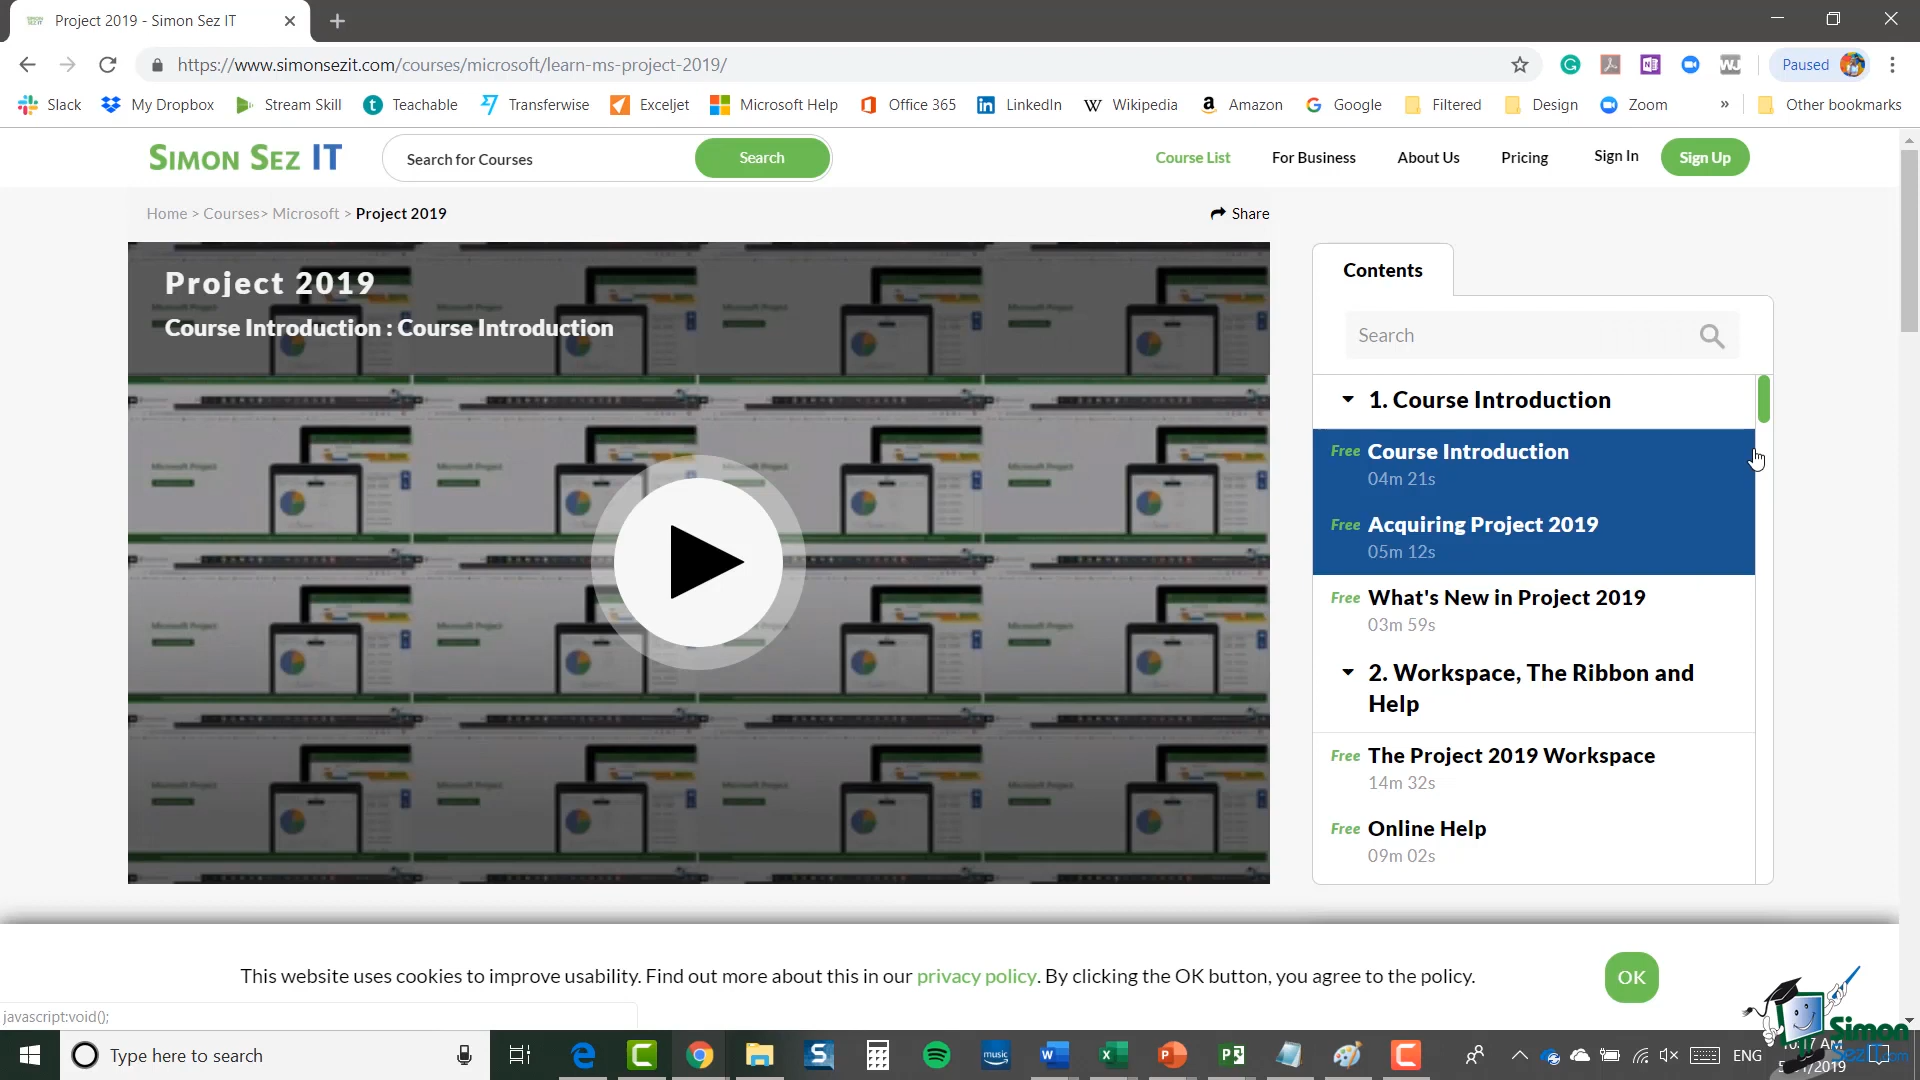 Project 2019 - Simon Sez IT
https://www.simonsezit.com/courses/microsoft/learn-ms-project-2019/
Paused
Slack My Dropbox Stream Skill Teachable Transferwise Exceljet Microsoft Help Office 365 LinkedIn Wikipedia Amazon Google Filtered Design Zoom » Other bookmarks
SIMON SEZ IT
Search for Courses Search
Course List For Business About Us Pricing Sign In Sign Up
Home > Courses> Microsoft > Project 2019
Share
Project 2019
Course Introduction : Course Introduction
Contents
Search
1. Course Introduction
Free Course Introduction
04m 21s
Free Acquiring Project 2019
05m 12s
Free What's New in Project 2019
03m 59s
2. Workspace, The Ribbon and
Help
Free The Project 2019 Workspace
14m 32s
Free Online Help
09m 02s
This website uses cookies to improve usability. Find out more about this in our privacy policy. By clicking the OK button, you agree to the policy.
OK
javascript:void();
Type here to search
music
ENG
Simon